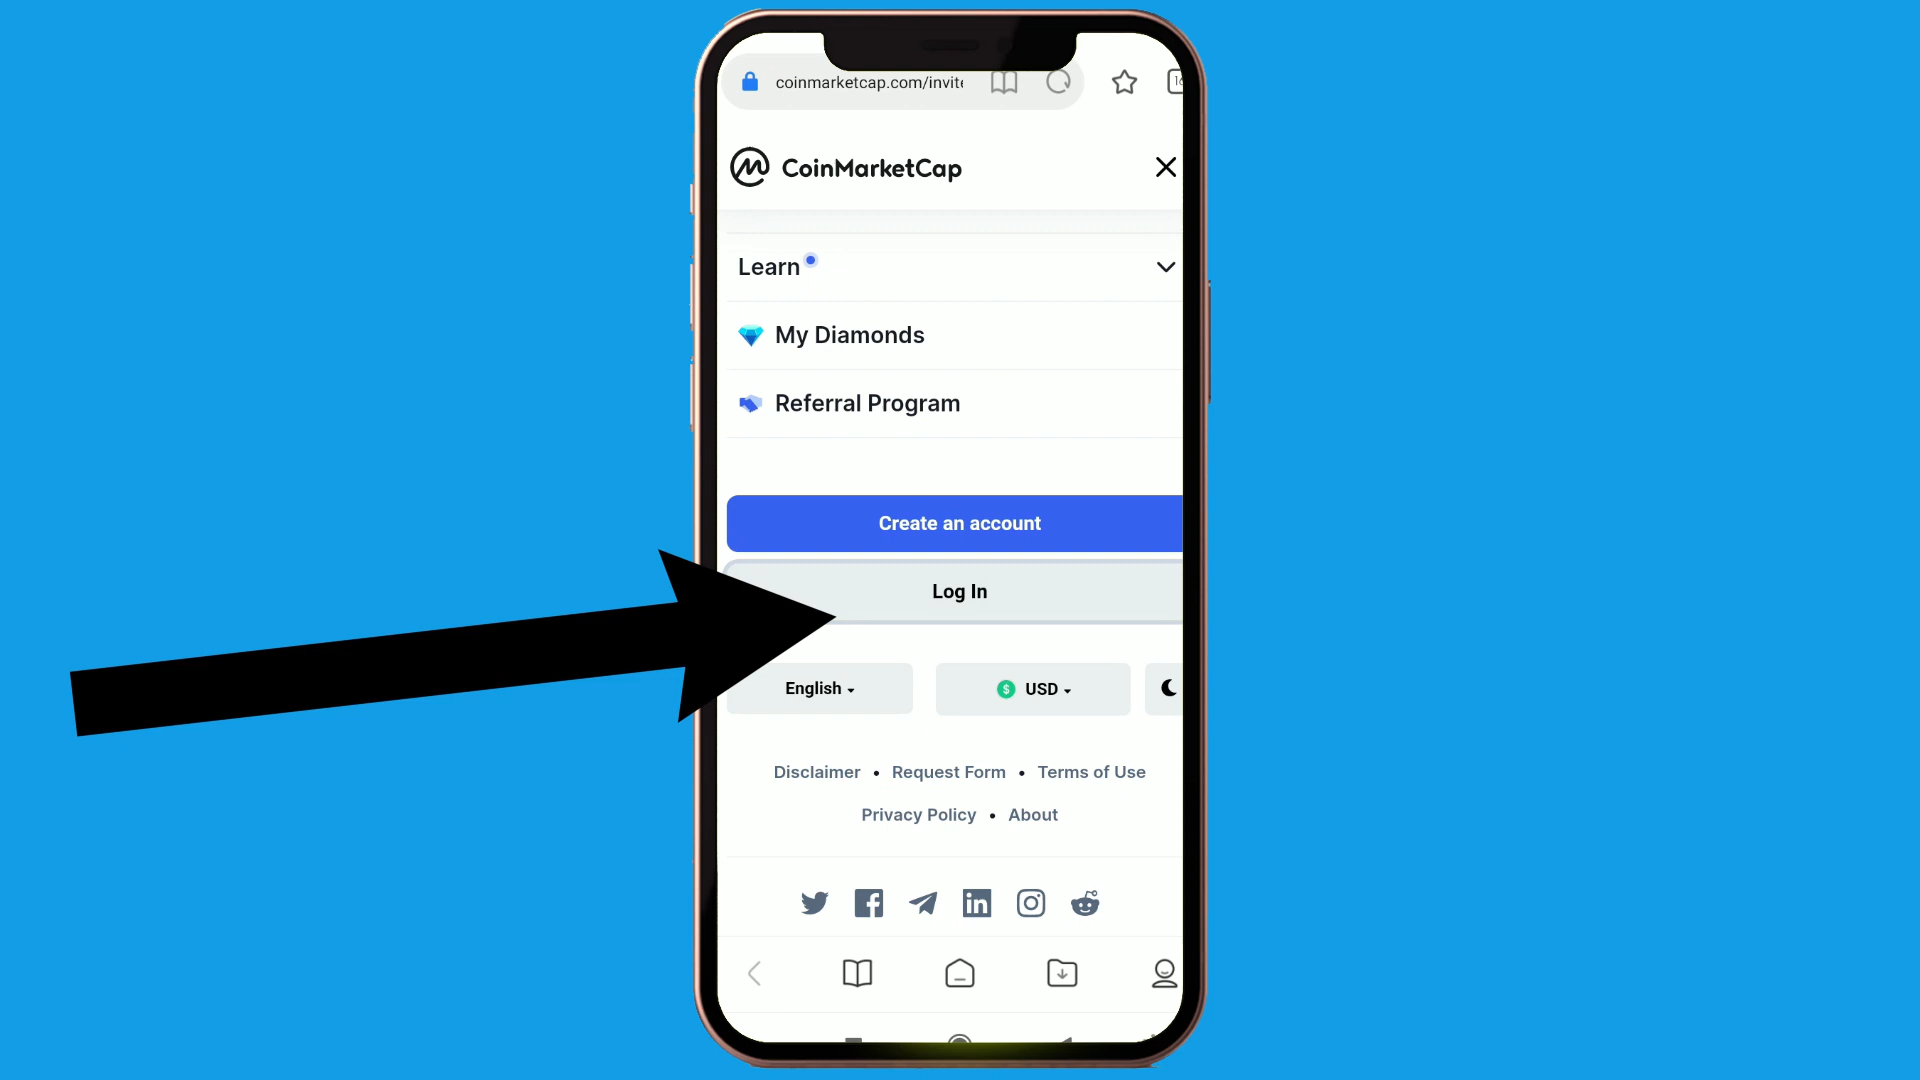 coinmarketcap.com/invite
CoinMarketCap
Learn
My Diamonds
Referral Program
Create an account
Log In
English
$ USD
Disclaimer • Request Form • Terms of Use
Privacy Policy • About